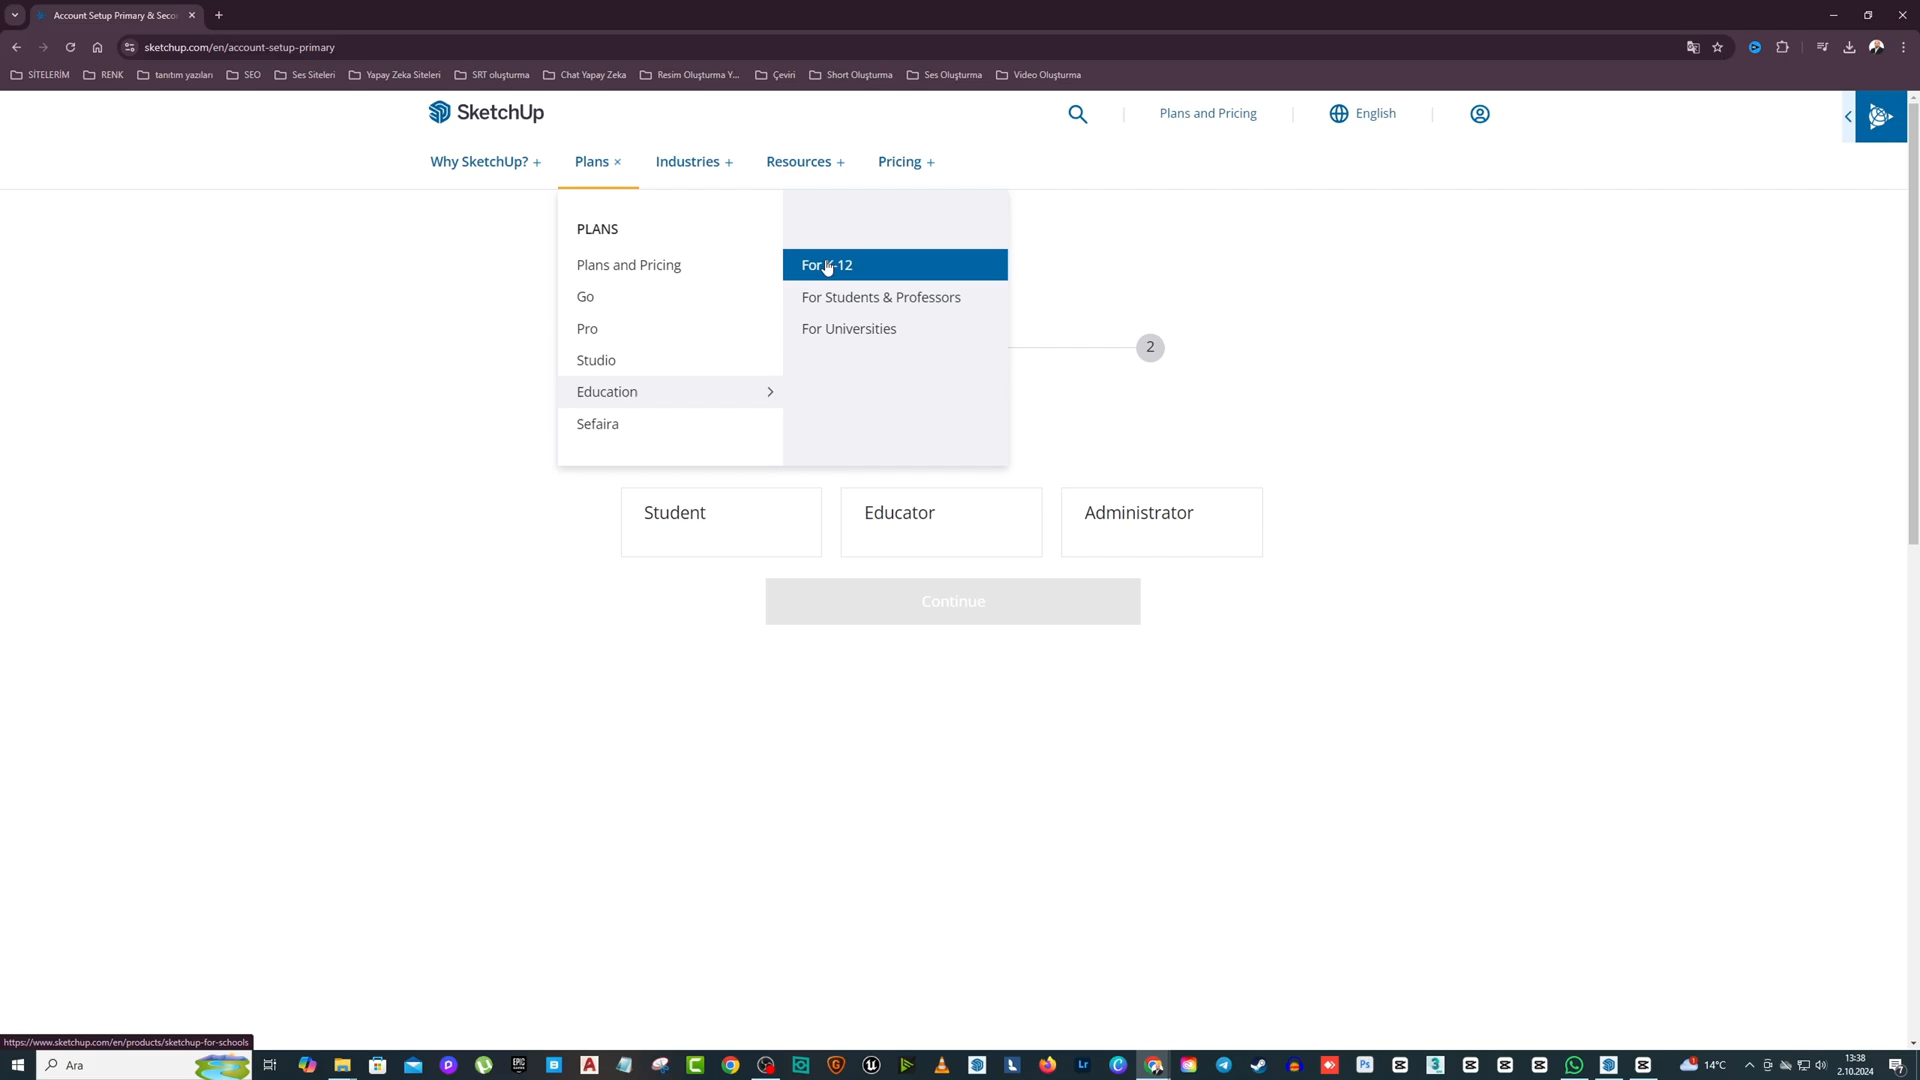 Account Setup Primary & Seco
sketchup.com/en/account-setup-primary
SİTELERİM RENK tanıtım yazıları SEO Ses Siteleri Yapay Zeka Siteleri SRT oluşturma Chat Yapay Zeka Resim Oluşturma Y... Çeviri Short Oluşturma Ses Oluşturma Video Oluşturma
SketchUp
Plans and Pricing
English
Why SketchUp? + Plans × Industries + Resources + Pricing +
PLANS
Plans and Pricing
Go
Pro
Studio
Education
Sefaira
For K-12
For Students & Professors
For Universities
2
Student
Educator
Administrator
Continue
https://www.sketchup.com/en/products/sketchup-for-schools
Ara
14°C
13:38
2.10.2024